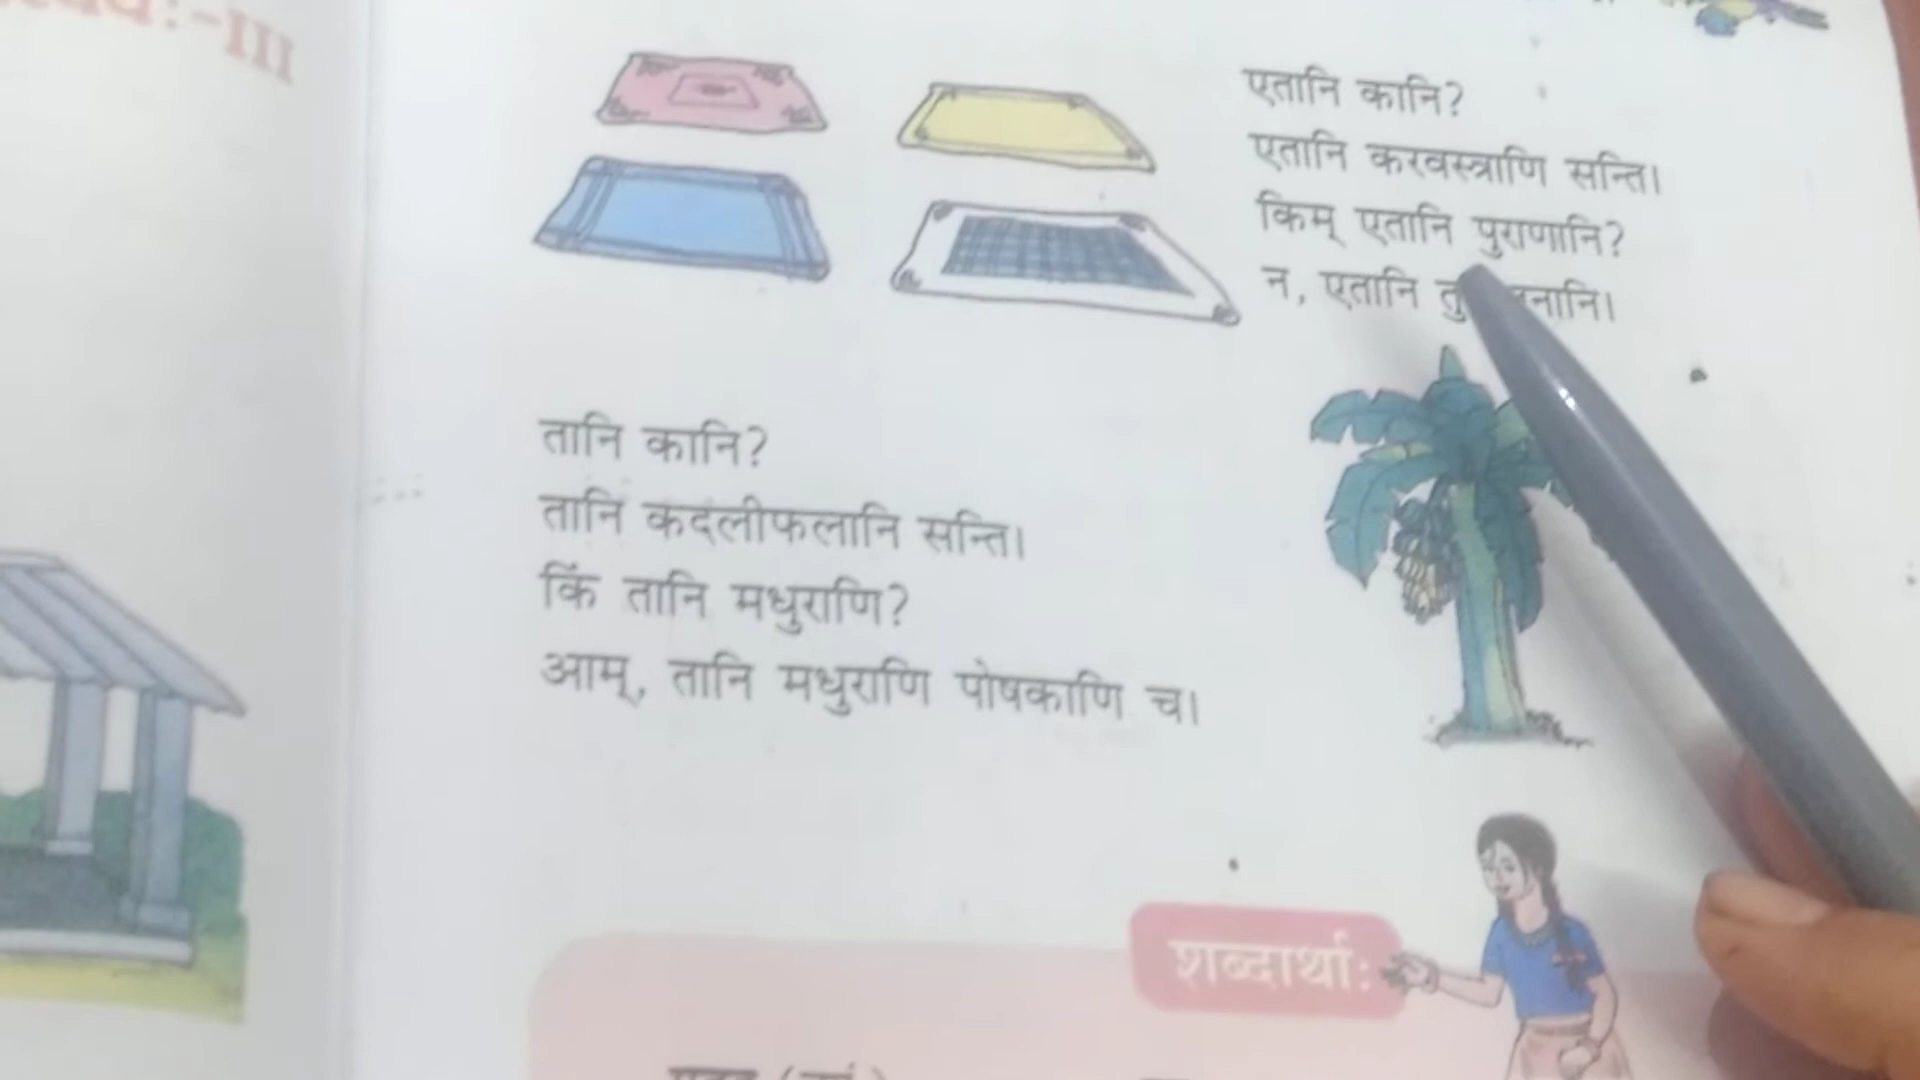 एतानि कानि?
एतानि करवस्त्राणि सन्ति।
किम् एतानि पुराणानि?
न, एतानि तु
तानि कानि?
तानि कदलीफलानि सन्ति।
किं तानि मधुराणि?
आम्, तानि मधुराणि पोषकाणि च।
शब्दार्थाः